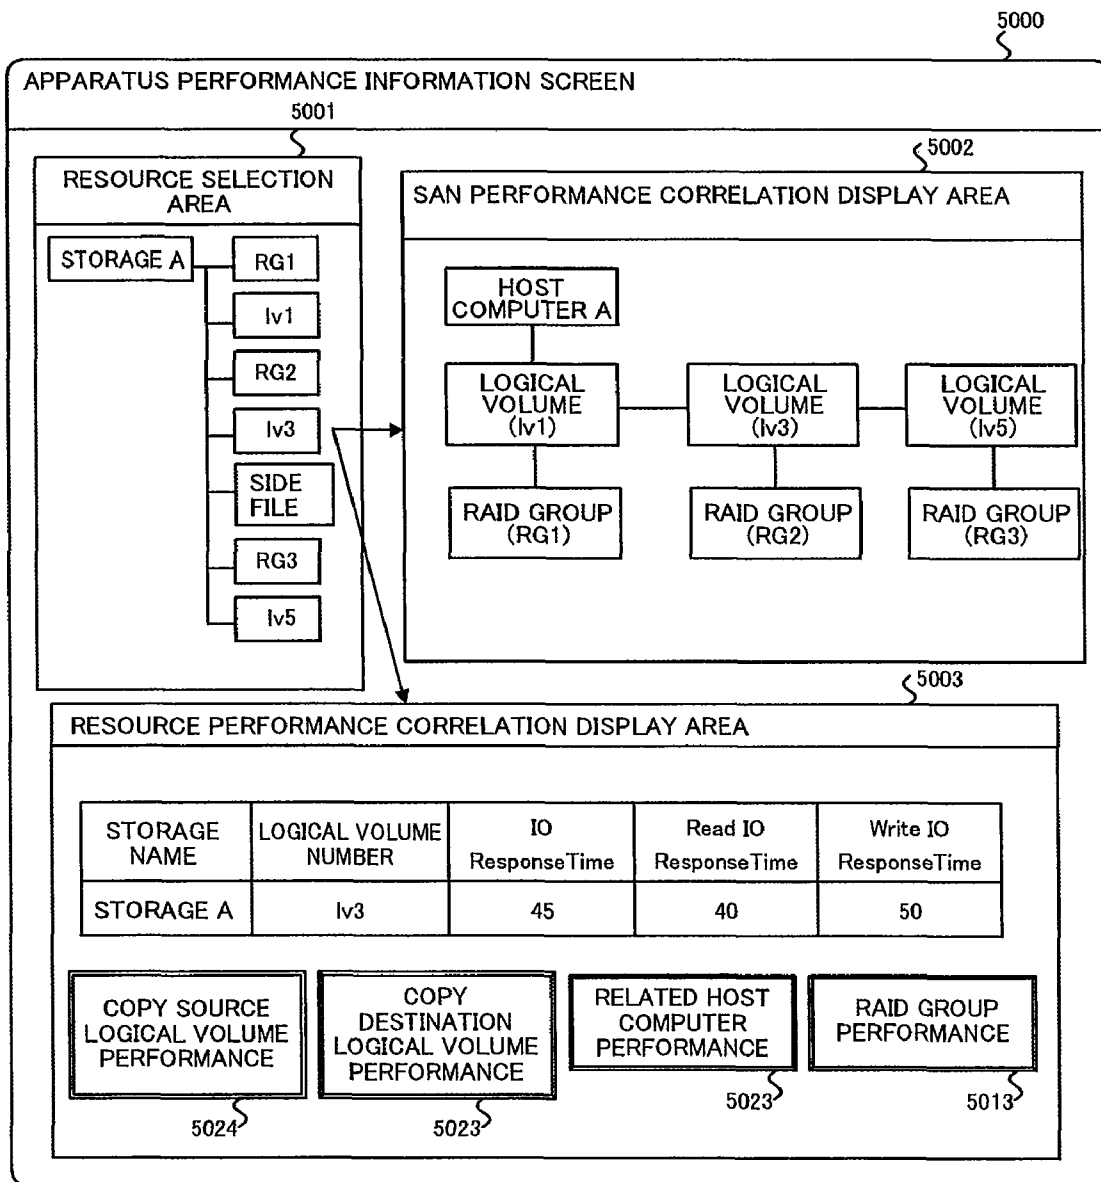 5000
APPARATUS PERFORMANCE INFORMATION SCREEN
5001
RESOURCE SELECTION
AREA
STORAGE A
RG1
lv1
RG2
lv3
SIDE
FILE
RG3
lv5
5002
SAN PERFORMANCE CORRELATION DISPLAY AREA
HOST
COMPUTER A
LOGICAL
VOLUME
(lv1)
LOGICAL
VOLUME
(lv3)
LOGICAL
VOLUME
(lv5)
RAID GROUP
(RG1)
RAID GROUP
(RG2)
RAID GROUP
(RG3)
5003
RESOURCE PERFORMANCE CORRELATION DISPLAY AREA
STORAGE
NAME
LOGICAL VOLUME
NUMBER
IO
ResponseTime
Read IO
ResponseTime
Write IO
ResponseTime
STORAGE A
lv3
45
40
50
COPY SOURCE
LOGICAL VOLUME
PERFORMANCE
5024
COPY
DESTINATION
LOGICAL VOLUME
PERFORMANCE
5023
RELATED HOST
COMPUTER
PERFORMANCE
5023
RAID GROUP
PERFORMANCE
5013